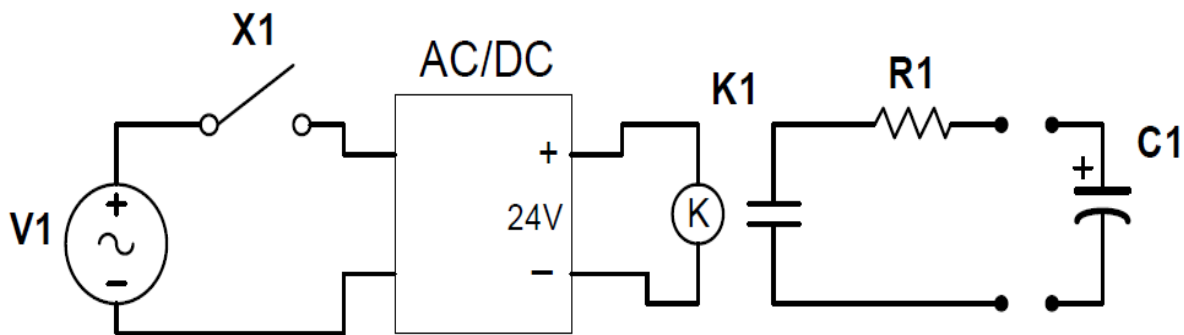 X1
AC/DC
K1
R1
C1
V1
+
~
−
+
24V
−
K
+